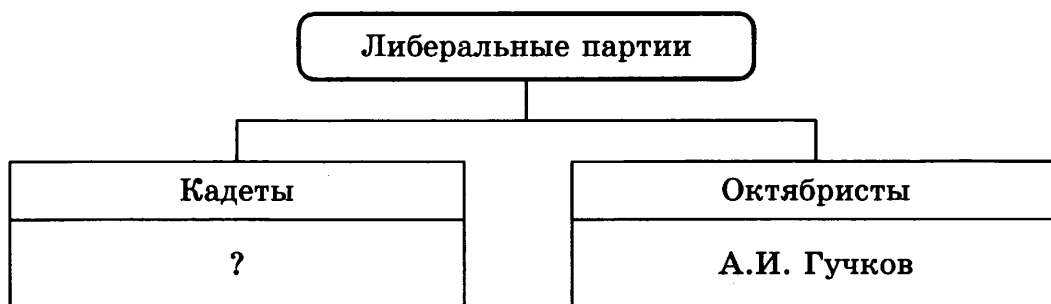 Либеральные партии
Кадеты
Октябристы
?
А.И. Гучков